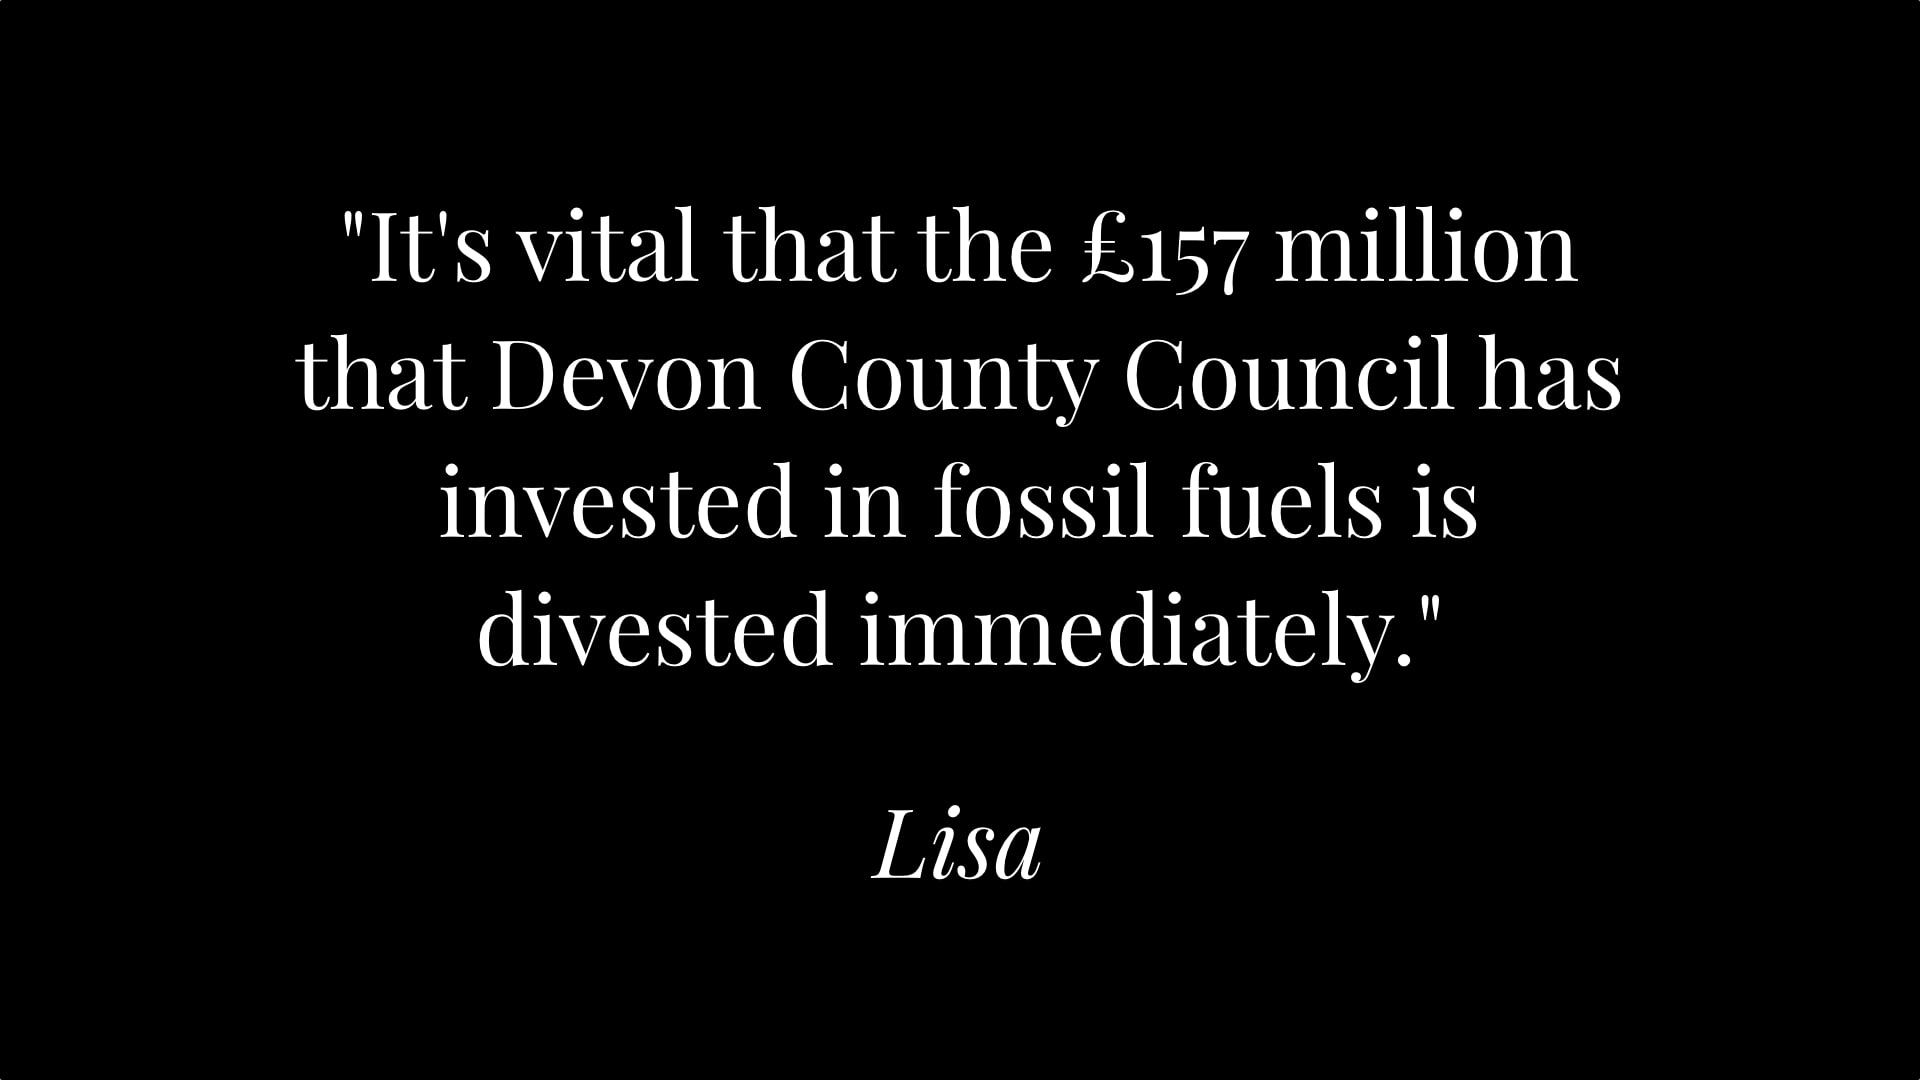 "It's vital that the £157 million
that Devon County Council has
invested in fossil fuels is
divested immediately."
Lisa